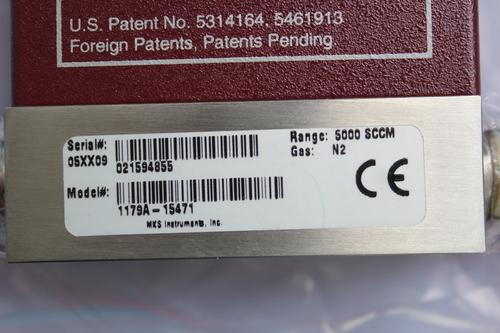 U.S. Patent No. 5314164, 5461913
Foreign Patents, Patents Pending
Serial#:
05XX09
021594855
Range: 5000 SCCM
Gas: N2
Model#:
1179A-15471
MKS Instruments, Inc.
CE